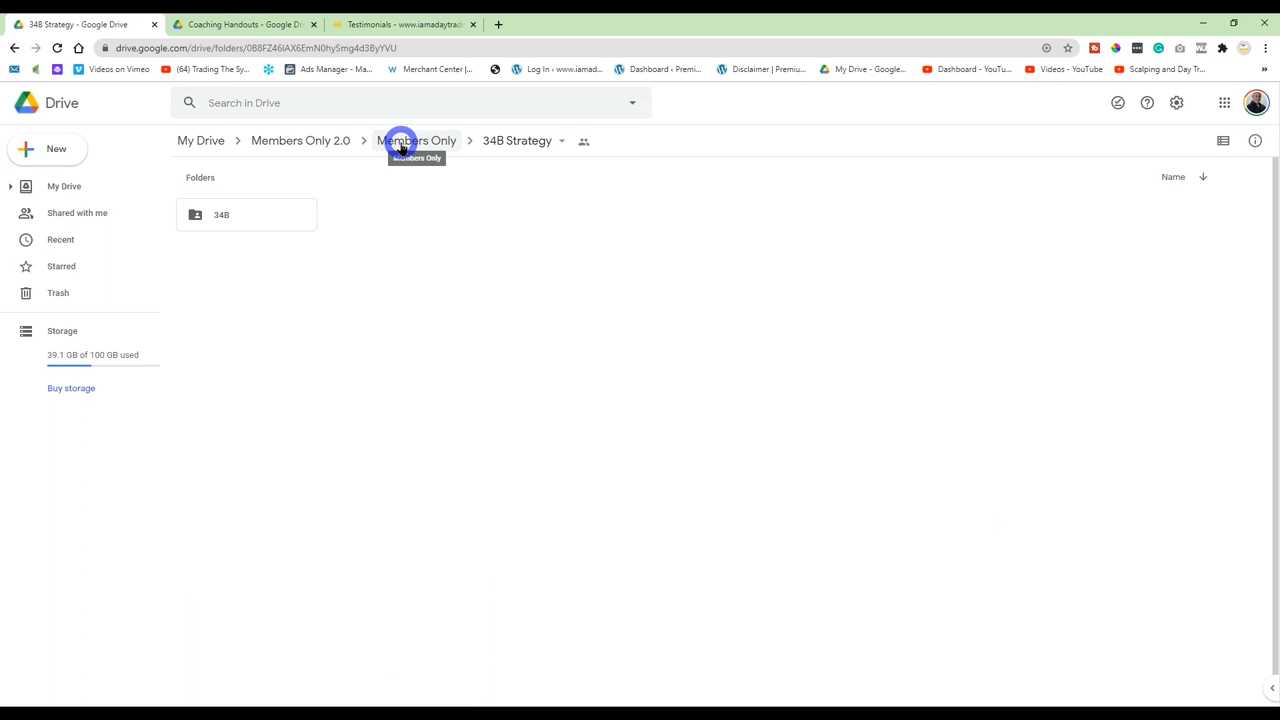 34B Strategy - Google Drive
Coaching Handouts - Google Dri
Testimonials - www.iamadaytrade
drive.google.com/drive/folders/0B8FZ46IAX6EmN0hySmg4d3ByYVU
Videos on Vimeo
(64) Trading The Sy...
Ads Manager - Ma...
Merchant Center |...
Log In ‹ www.iamad...
Dashboard ‹ Premi...
Disclaimer | Premiu...
My Drive - Google...
Dashboard - YouTu...
Videos - YouTube
Scalping and Day Tr...
Drive
Search in Drive
New
My Drive
Members Only 2.0
Members Only
34B Strategy
Members Only
Folders
Name
34B
My Drive
Shared with me
Recent
Starred
Trash
Storage
39.1 GB of 100 GB used
Buy storage